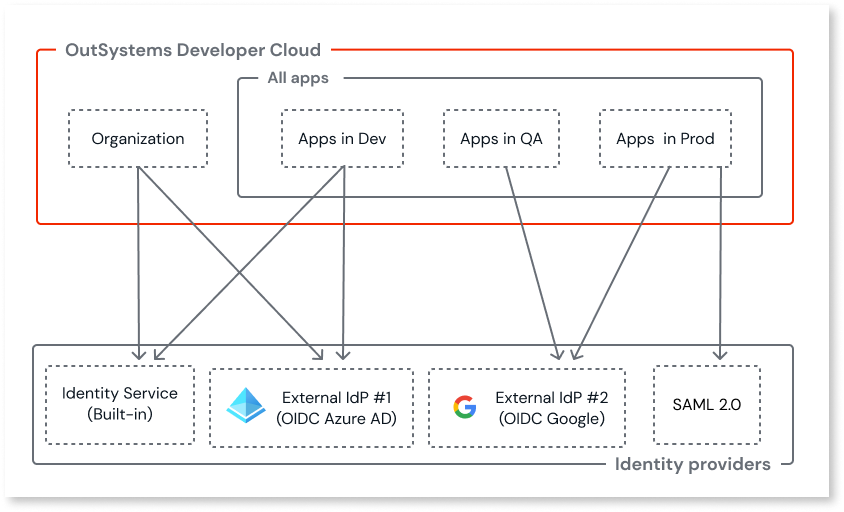 OutSystems Developer Cloud
All apps
Organization
Apps in Dev
Apps in QA
Apps in Prod
Identity Service
(Built-in)
External IdP #1
(OIDC Azure AD)
External IdP #2
(OIDC Google)
SAML 2.0
Identity providers